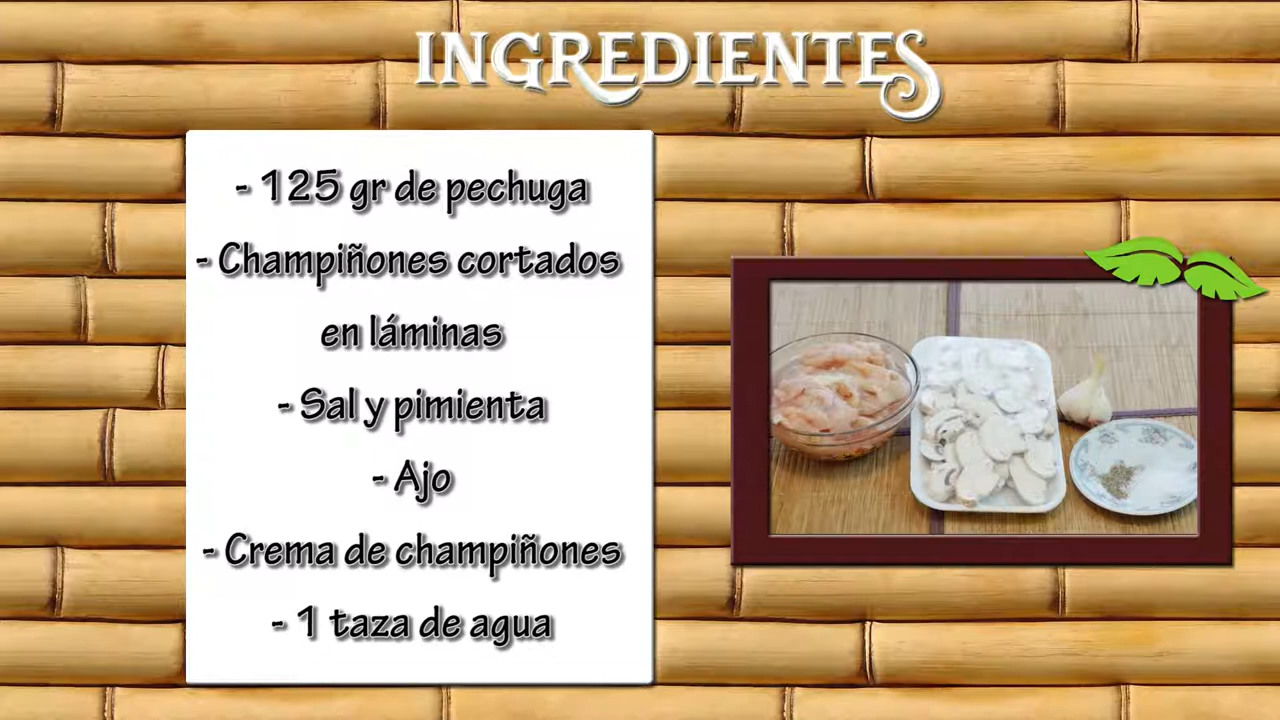 INGREDIENTES
- 125 gr de pechuga
- Champiñones cortados
en láminas
- Sal y pimienta
- Ajo
- Crema de champiñones
- 1 taza de agua